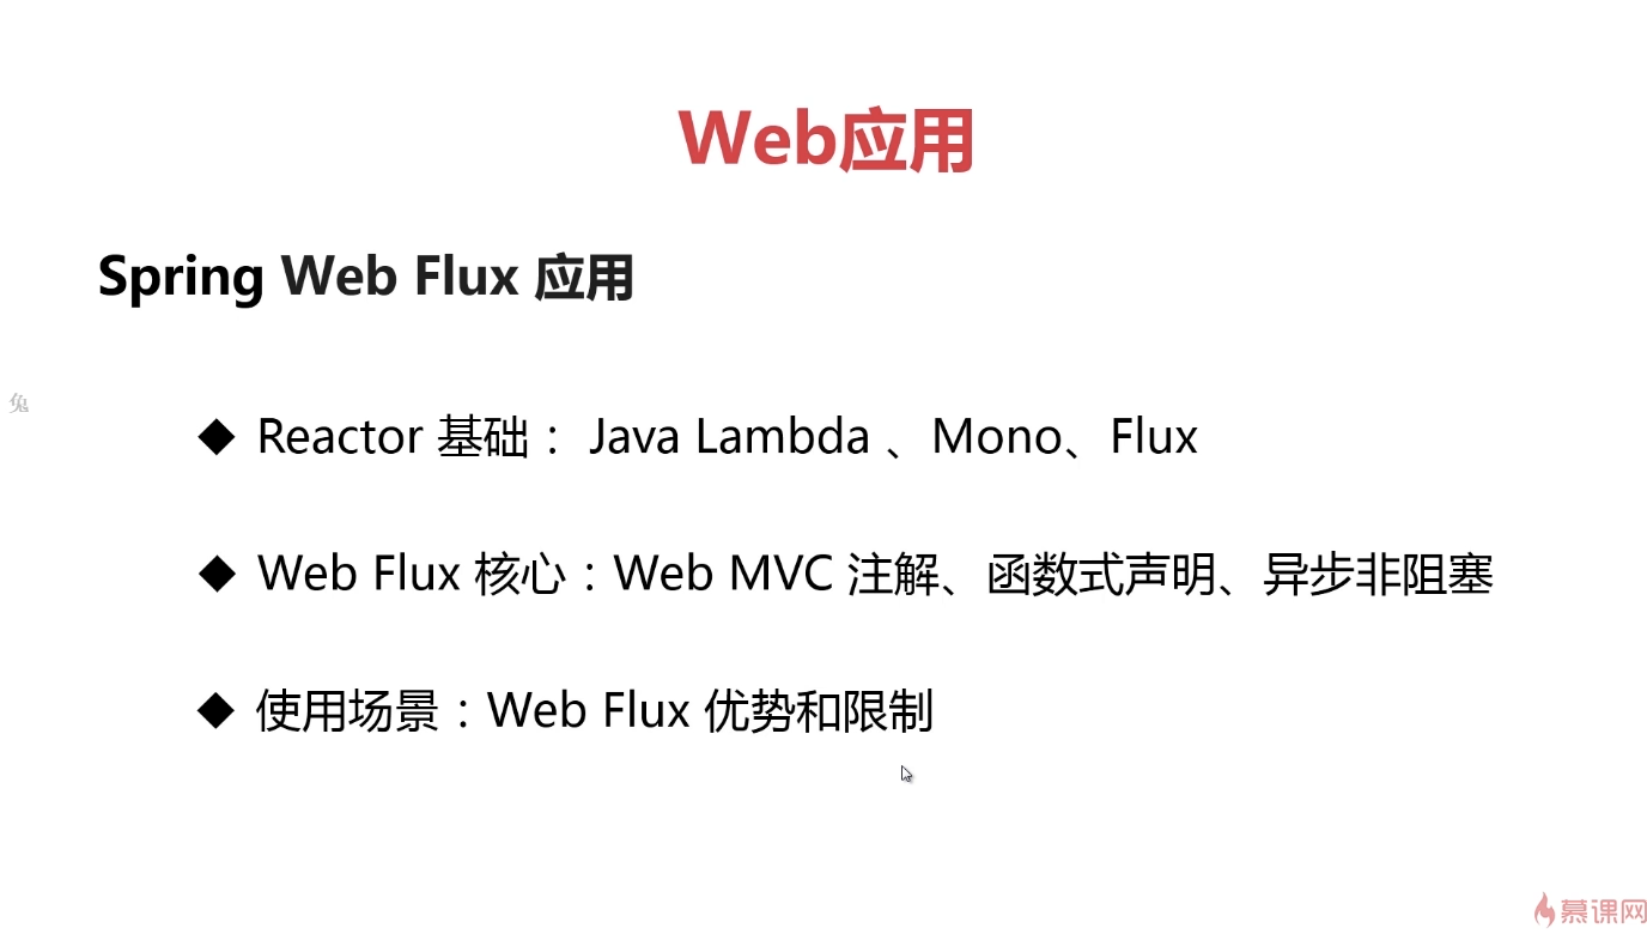 Web应用
Spring Web Flux 应用
兔
◆ Reactor 基础： Java Lambda 、Mono、Flux
◆ Web Flux 核心：Web MVC 注解、函数式声明、异步非阻塞
◆ 使用场景：Web Flux 优势和限制
慕课网